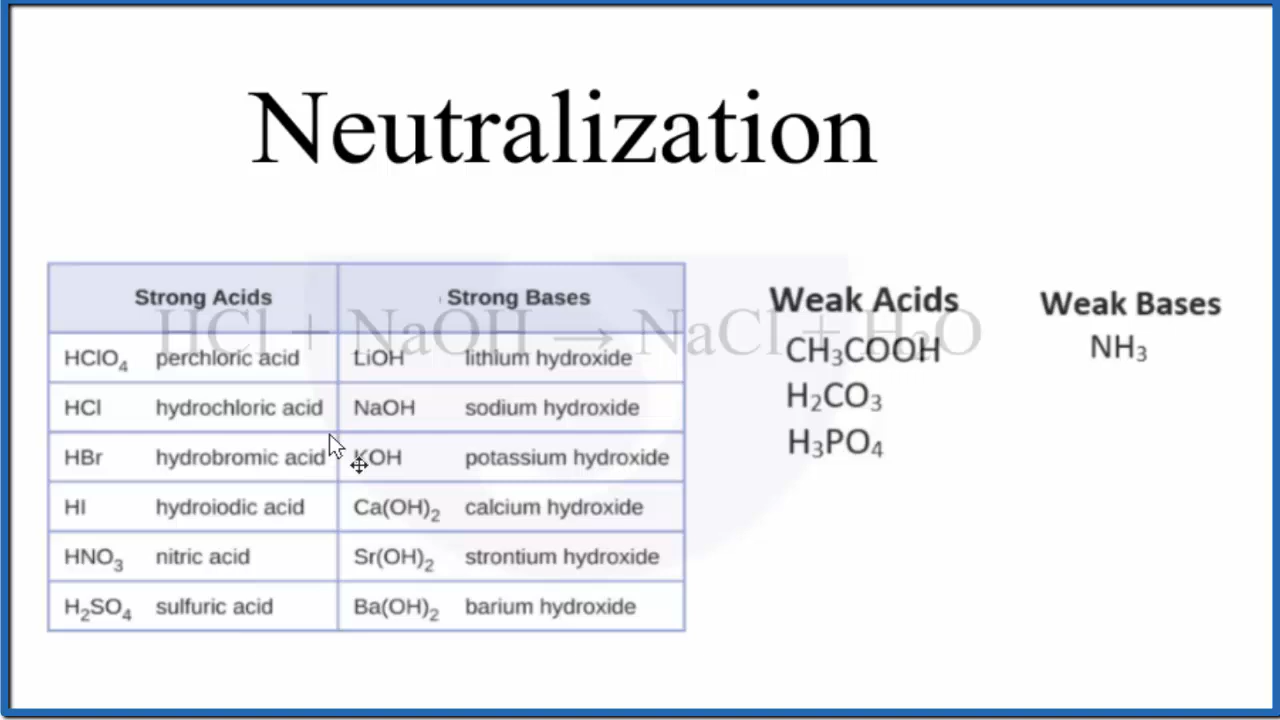 Neutralization
Strong Acids Strong Bases
HCl + NaOH → NaCl + H₂O
HClO₄ perchloric acid LiOH lithium hydroxide
HCl hydrochloric acid NaOH sodium hydroxide
HBr hydrobromic acid KOH potassium hydroxide
HI hydroiodic acid Ca(OH)₂ calcium hydroxide
HNO₃ nitric acid Sr(OH)₂ strontium hydroxide
H₂SO₄ sulfuric acid Ba(OH)₂ barium hydroxide
Weak Acids
CH₃COOH
H₂CO₃
H₃PO₄
Weak Bases
NH₃